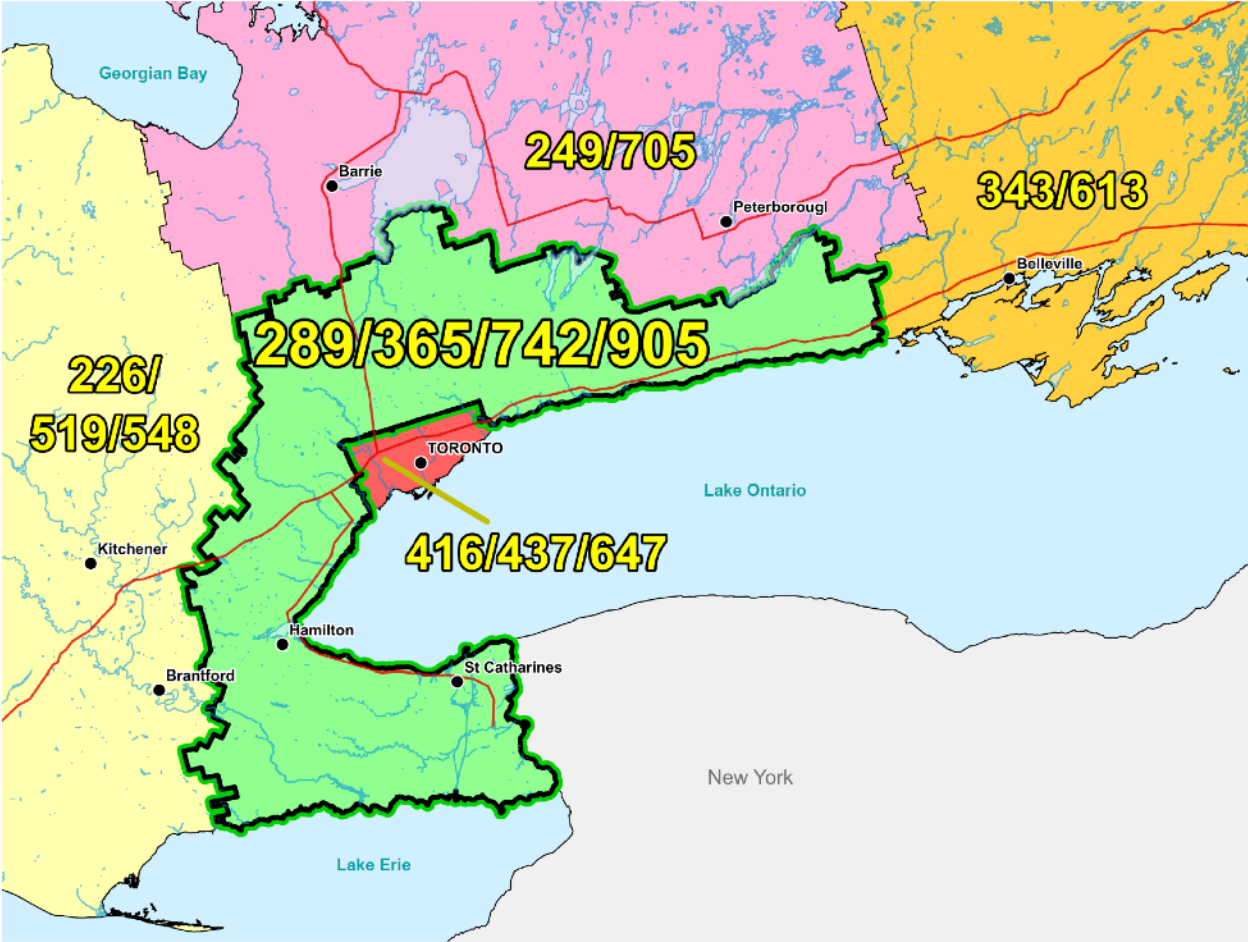 Georgian Bay
249/705
Barrie
343/613
Peterborougl
Belleville
289/365/742/905
226/
519/548
TORONTO
Lake Ontario
Kitchener
416/437/647
Hamilton
St Catharines
Brantford
New York
Lake Erie